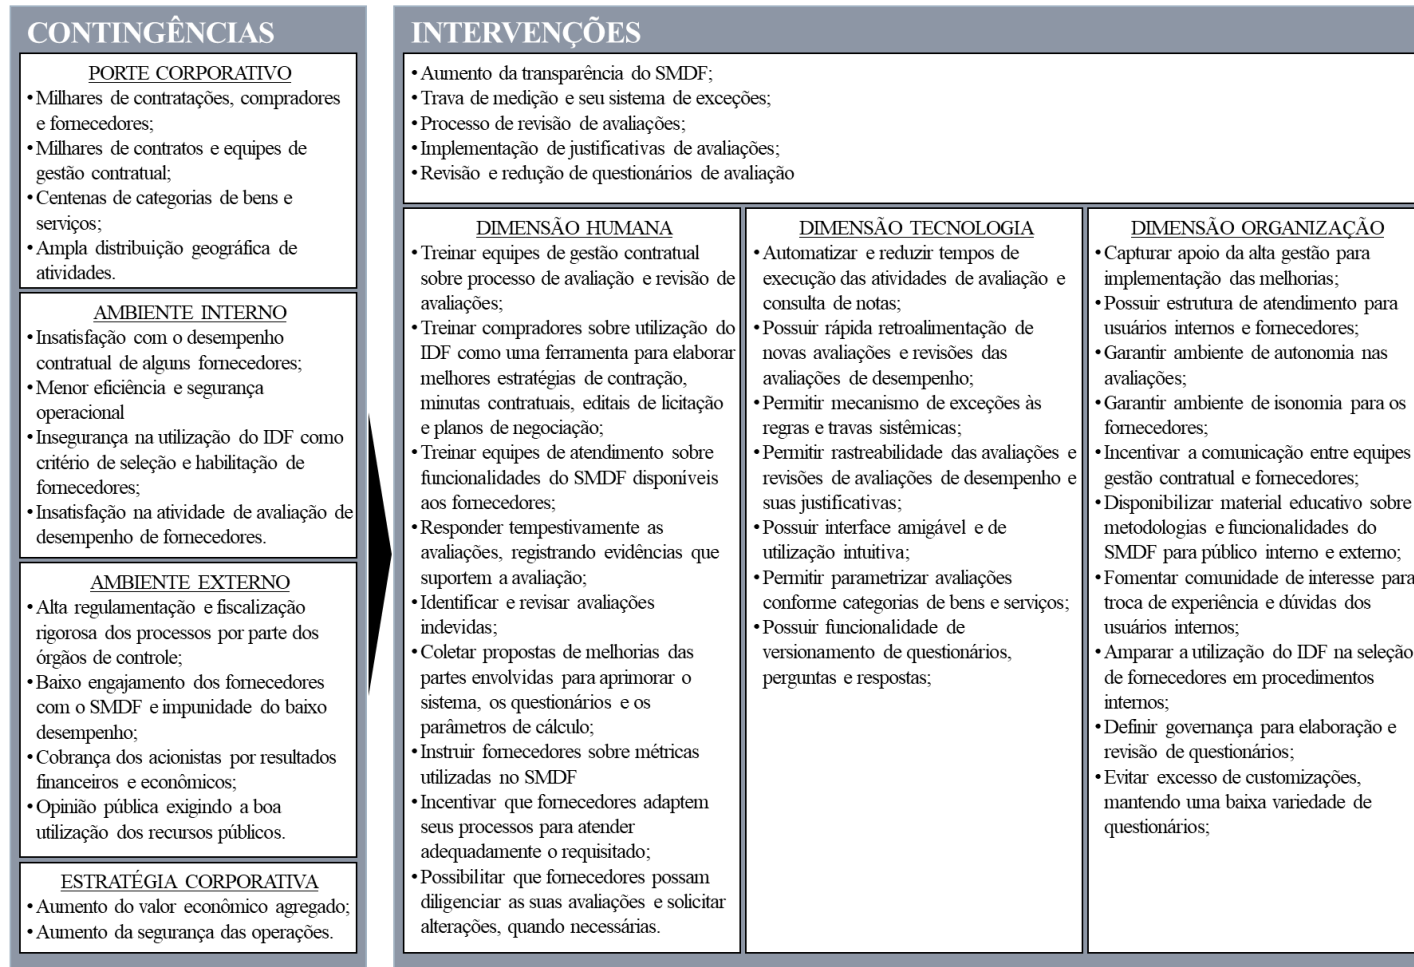 CONTINGÊNCIAS
PORTE CORPORATIVO
•Milhares de contratações, compradores
e fornecedores;
•Milhares de contratos e equipes de
gestão contratual;
•Centenas de categorias de bens e
serviços;
•Ampla distribuição geográfica de
atividades.
AMBIENTE INTERNO
•Insatisfação com o desempenho
contratual de alguns fornecedores;
•Menor eficiência e segurança
operacional
•Insegurança na utilização do IDF como
critério de seleção e habilitação de
fornecedores;
•Insatisfação na atividade de avaliação de
desempenho de fornecedores.
AMBIENTE EXTERNO
•Alta regulamentação e fiscalização
rigorosa dos processos por parte dos
órgãos de controle;
•Baixo engajamento dos fornecedores
com o SMDF e impunidade do baixo
desempenho;
•Cobrança dos acionistas por resultados
financeiros e econômicos;
•Opinião pública exigindo a boa
utilização dos recursos públicos.
ESTRATÉGIA CORPORATIVA
•Aumento do valor econômico agregado;
•Aumento da segurança das operações.
INTERVENÇÕES
•Aumento da transparência do SMDF;
•Trava de medição e seu sistema de exceções;
•Processo de revisão de avaliações;
•Implementação de justificativas de avaliações;
•Revisão e redução de questionários de avaliação
DIMENSÃO HUMANA
•Treinar equipes de gestão contratual
sobre processo de avaliação e revisão de
avaliações;
•Treinar compradores sobre utilização do
IDF como uma ferramenta para elaborar
melhores estratégias de contração,
minutas contratuais, editais de licitação
e planos de negociação;
•Treinar equipes de atendimento sobre
funcionalidades do SMDF disponíveis
aos fornecedores;
•Responder tempestivamente as
avaliações, registrando evidências que
suportem a avaliação;
•Identificar e revisar avaliações
indevidas;
•Coletar propostas de melhorias das
partes envolvidas para aprimorar o
sistema, os questionários e os
parâmetros de cálculo;
•Instruir fornecedores sobre métricas
utilizadas no SMDF
•Incentivar que fornecedores adaptem
seus processos para atender
adequadamente o requisitado;
•Possibilitar que fornecedores possam
diligenciar as suas avaliações e solicitar
alterações, quando necessárias.
DIMENSÃO TECNOLOGIA
•Automatizar e reduzir tempos de
execução das atividades de avaliação e
consulta de notas;
•Possuir rápida retroalimentação de
novas avaliações e revisões das
avaliações de desempenho;
•Permitir mecanismo de exceções às
regras e travas sistêmicas;
•Permitir rastreabilidade das avaliações e
revisões de avaliações de desempenho e
suas justificativas;
•Possuir interface amigável e de
utilização intuitiva;
•Permitir parametrizar avaliações
conforme categorias de bens e serviços;
•Possuir funcionalidade de
versionamento de questionários,
perguntas e respostas;
DIMENSÃO ORGANIZAÇÃO
•Capturar apoio da alta gestão para
implementação das melhorias;
•Possuir estrutura de atendimento para
usuários internos e fornecedores;
•Garantir ambiente de autonomia nas
avaliações;
•Garantir ambiente de isonomia para os
fornecedores;
•Incentivar a comunicação entre equipes
gestão contratual e fornecedores;
•Disponibilizar material educativo sobre
metodologias e funcionalidades do
SMDF para público interno e externo;
•Fomentar comunidade de interesse para
troca de experiência e dúvidas dos
usuários internos;
•Amparar a utilização do IDF na seleção
de fornecedores em procedimentos
internos;
•Definir governança para elaboração e
revisão de questionários;
•Evitar excesso de customizações,
mantendo uma baixa variedade de
questionários;